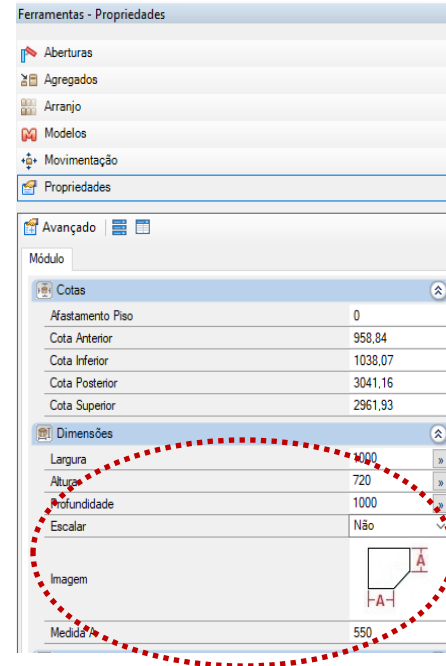 Ferramentas - Propriedades
Aberturas
Agregados
Arranjo
Modelos
Movimentação
Propriedades
Avançado
Módulo
Cotas
Afastamento Piso 0
Cota Anterior 958,84
Cota Inferior 1038,07
Cota Posterior 3041,16
Cota Superior 2961,93
Dimensões
Largura 1000 »
Altura 720 »
Profundidade 1000 »
Escalar Não
A
Imagem
A
Medida A 550